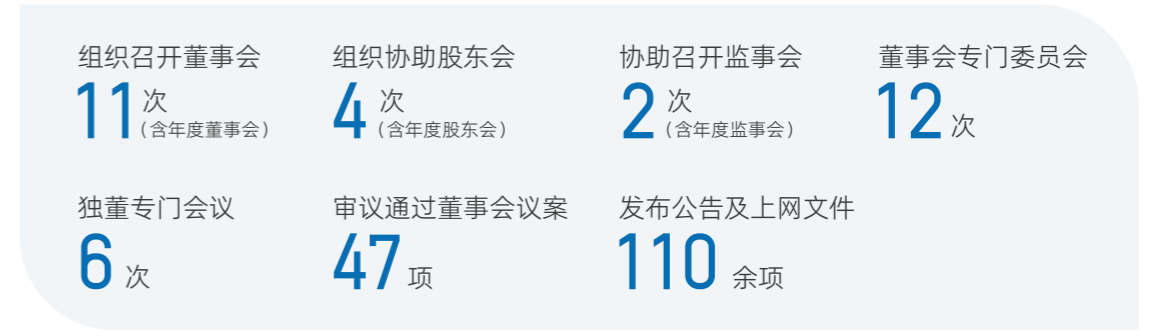 组织召开董事会
11次
（含年度董事会）
组织协助股东会
4次
（含年度股东会）
协助召开监事会
2次
（含年度监事会）
董事会专门委员会
12次
独董专门会议
6次
审议通过董事会议案
47项
发布公告及上网文件
110余项